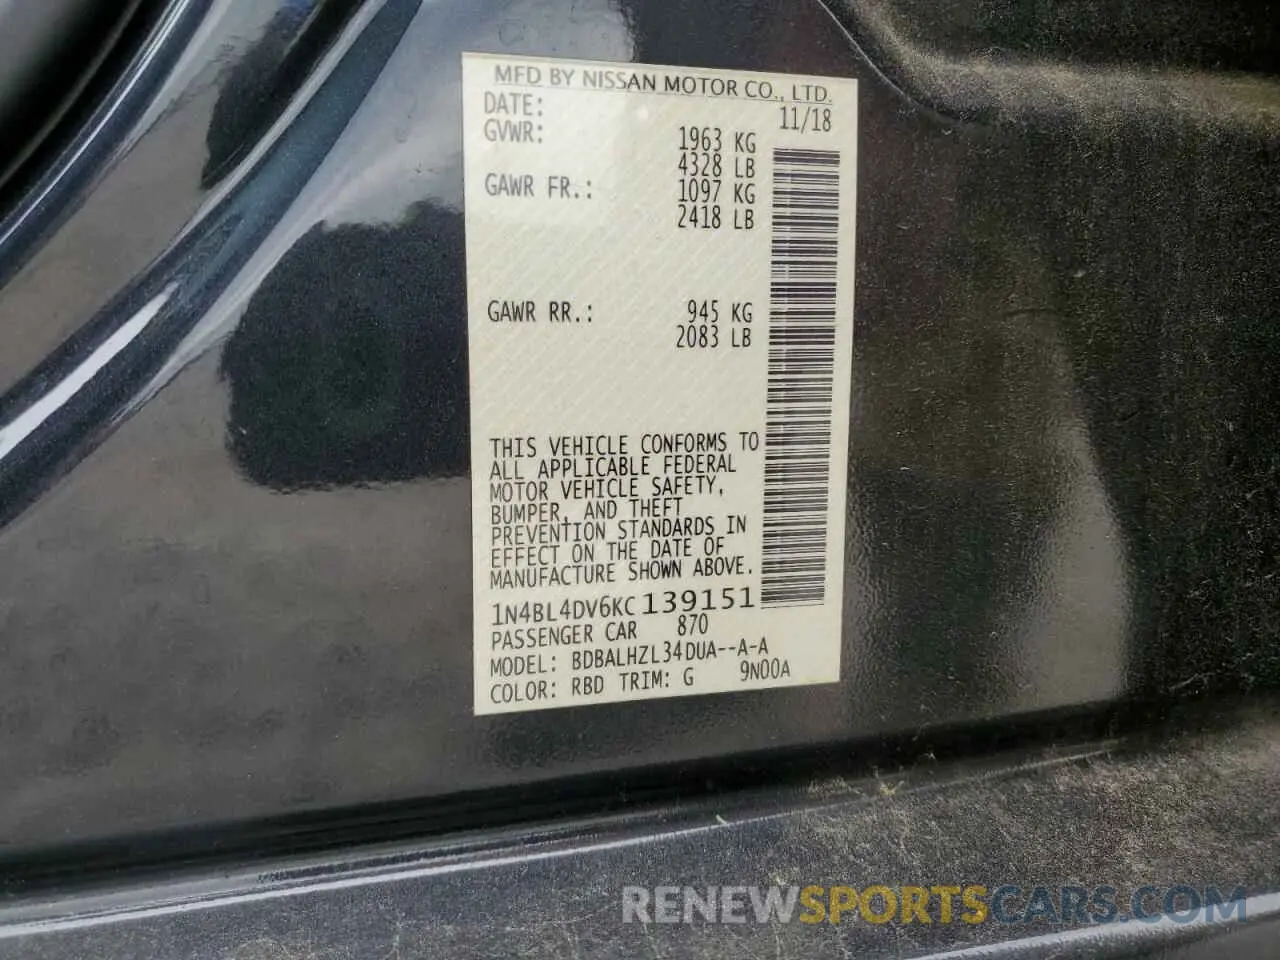 MFD BY NISSAN MOTOR CO., LTD.
DATE: 11/18
GVWR: 1963 KG
4328 LB
GAWR FR.: 1097 KG
2418 LB
GAWR RR.: 945 KG
2083 LB
THIS VEHICLE CONFORMS TO
ALL APPLICABLE FEDERAL
MOTOR VEHICLE SAFETY,
BUMPER, AND THEFT
PREVENTION STANDARDS IN
EFFECT ON THE DATE OF
MANUFACTURE SHOWN ABOVE.
1N4BL4DV6KC139151
PASSENGER CAR 870
MODEL: BDBALHZL34DUA--A-A
COLOR: RBD TRIM: G 9N00A
RENEWSPORTSCARS.COM